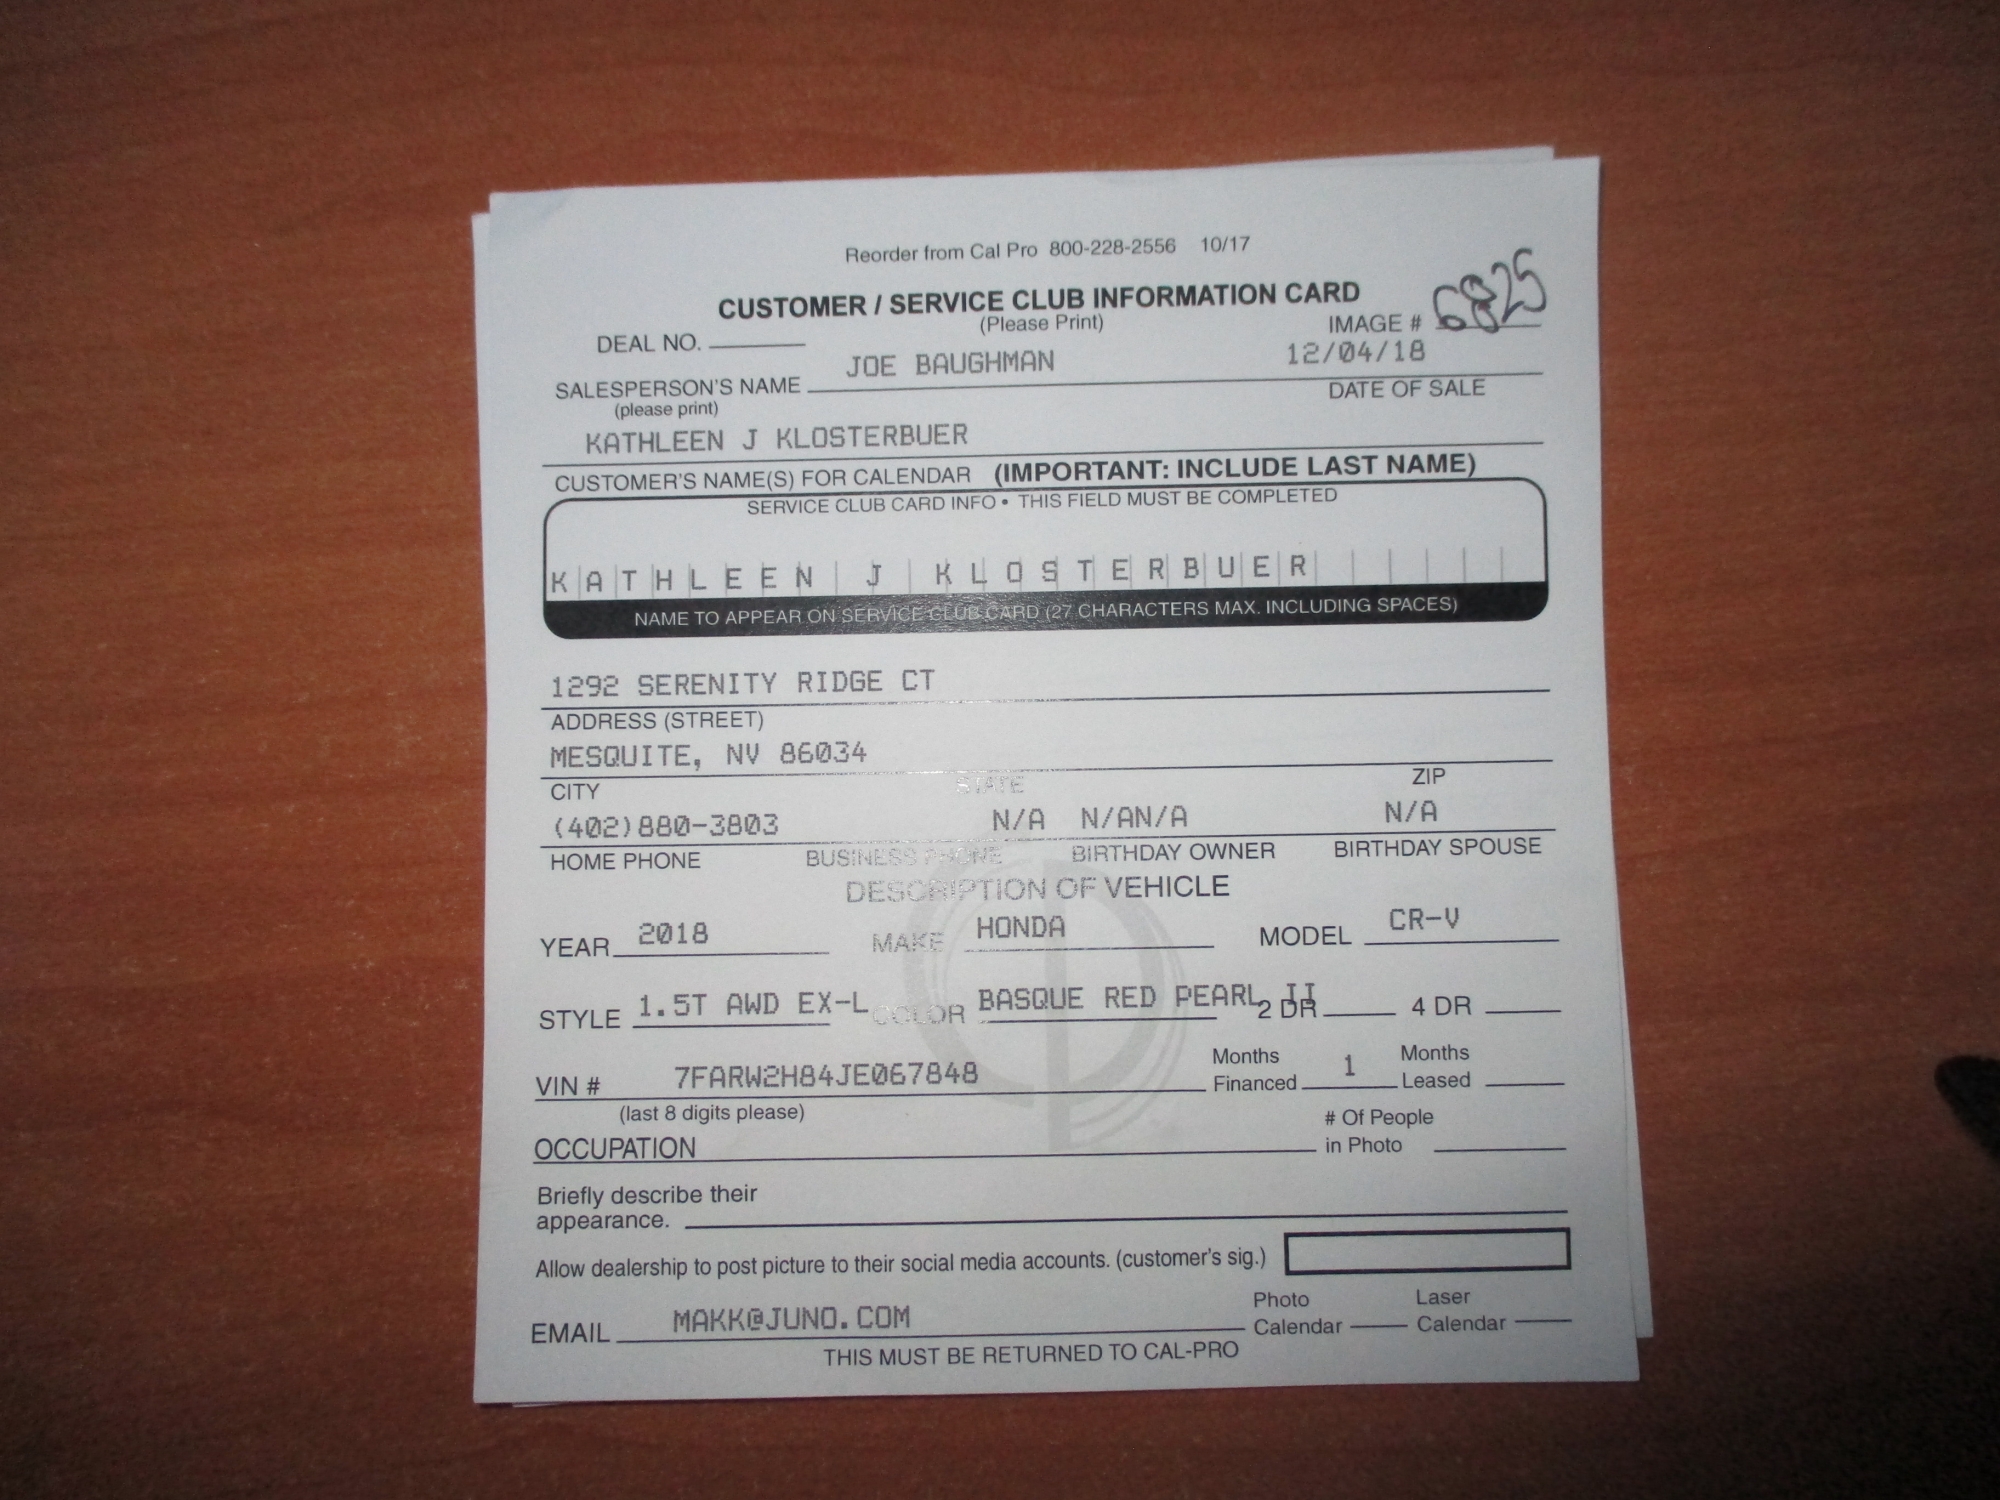 Reorder from Cal Pro 800-228-2556 10/17
CUSTOMER / SERVICE CLUB INFORMATION CARD
(Please Print)
IMAGE # 6825
DEAL NO.
JOE BAUGHMAN 12/04/18
SALESPERSON'S NAME DATE OF SALE
(please print)
KATHLEEN J KLOSTERBUER
CUSTOMER'S NAME(S) FOR CALENDAR (IMPORTANT: INCLUDE LAST NAME)
SERVICE CLUB CARD INFO • THIS FIELD MUST BE COMPLETED
KATHLEEN J KLOSTERBUER
NAME TO APPEAR ON SERVICE CLUB CARD (27 CHARACTERS MAX. INCLUDING SPACES)
1292 SERENITY RIDGE CT
ADDRESS (STREET)
MESQUITE, NV 86034
CITY STATE ZIP
(402)880-3803 N/A N/AN/A N/A
HOME PHONE BUSINESS PHONE BIRTHDAY OWNER BIRTHDAY SPOUSE
DESCRIPTION OF VEHICLE
YEAR 2018 MAKE HONDA MODEL CR-V
STYLE 1.5T AWD EX-L COLOR BASQUE RED PEARL II 2 DR 4 DR
VIN # 7FARW2H84JE067848 Months Financed 1 Months Leased
(last 8 digits please)
OCCUPATION # Of People in Photo
Briefly describe their
appearance.
Allow dealership to post picture to their social media accounts. (customer's sig.)
EMAIL MAKK@JUNO.COM Photo Calendar Laser Calendar
THIS MUST BE RETURNED TO CAL-PRO